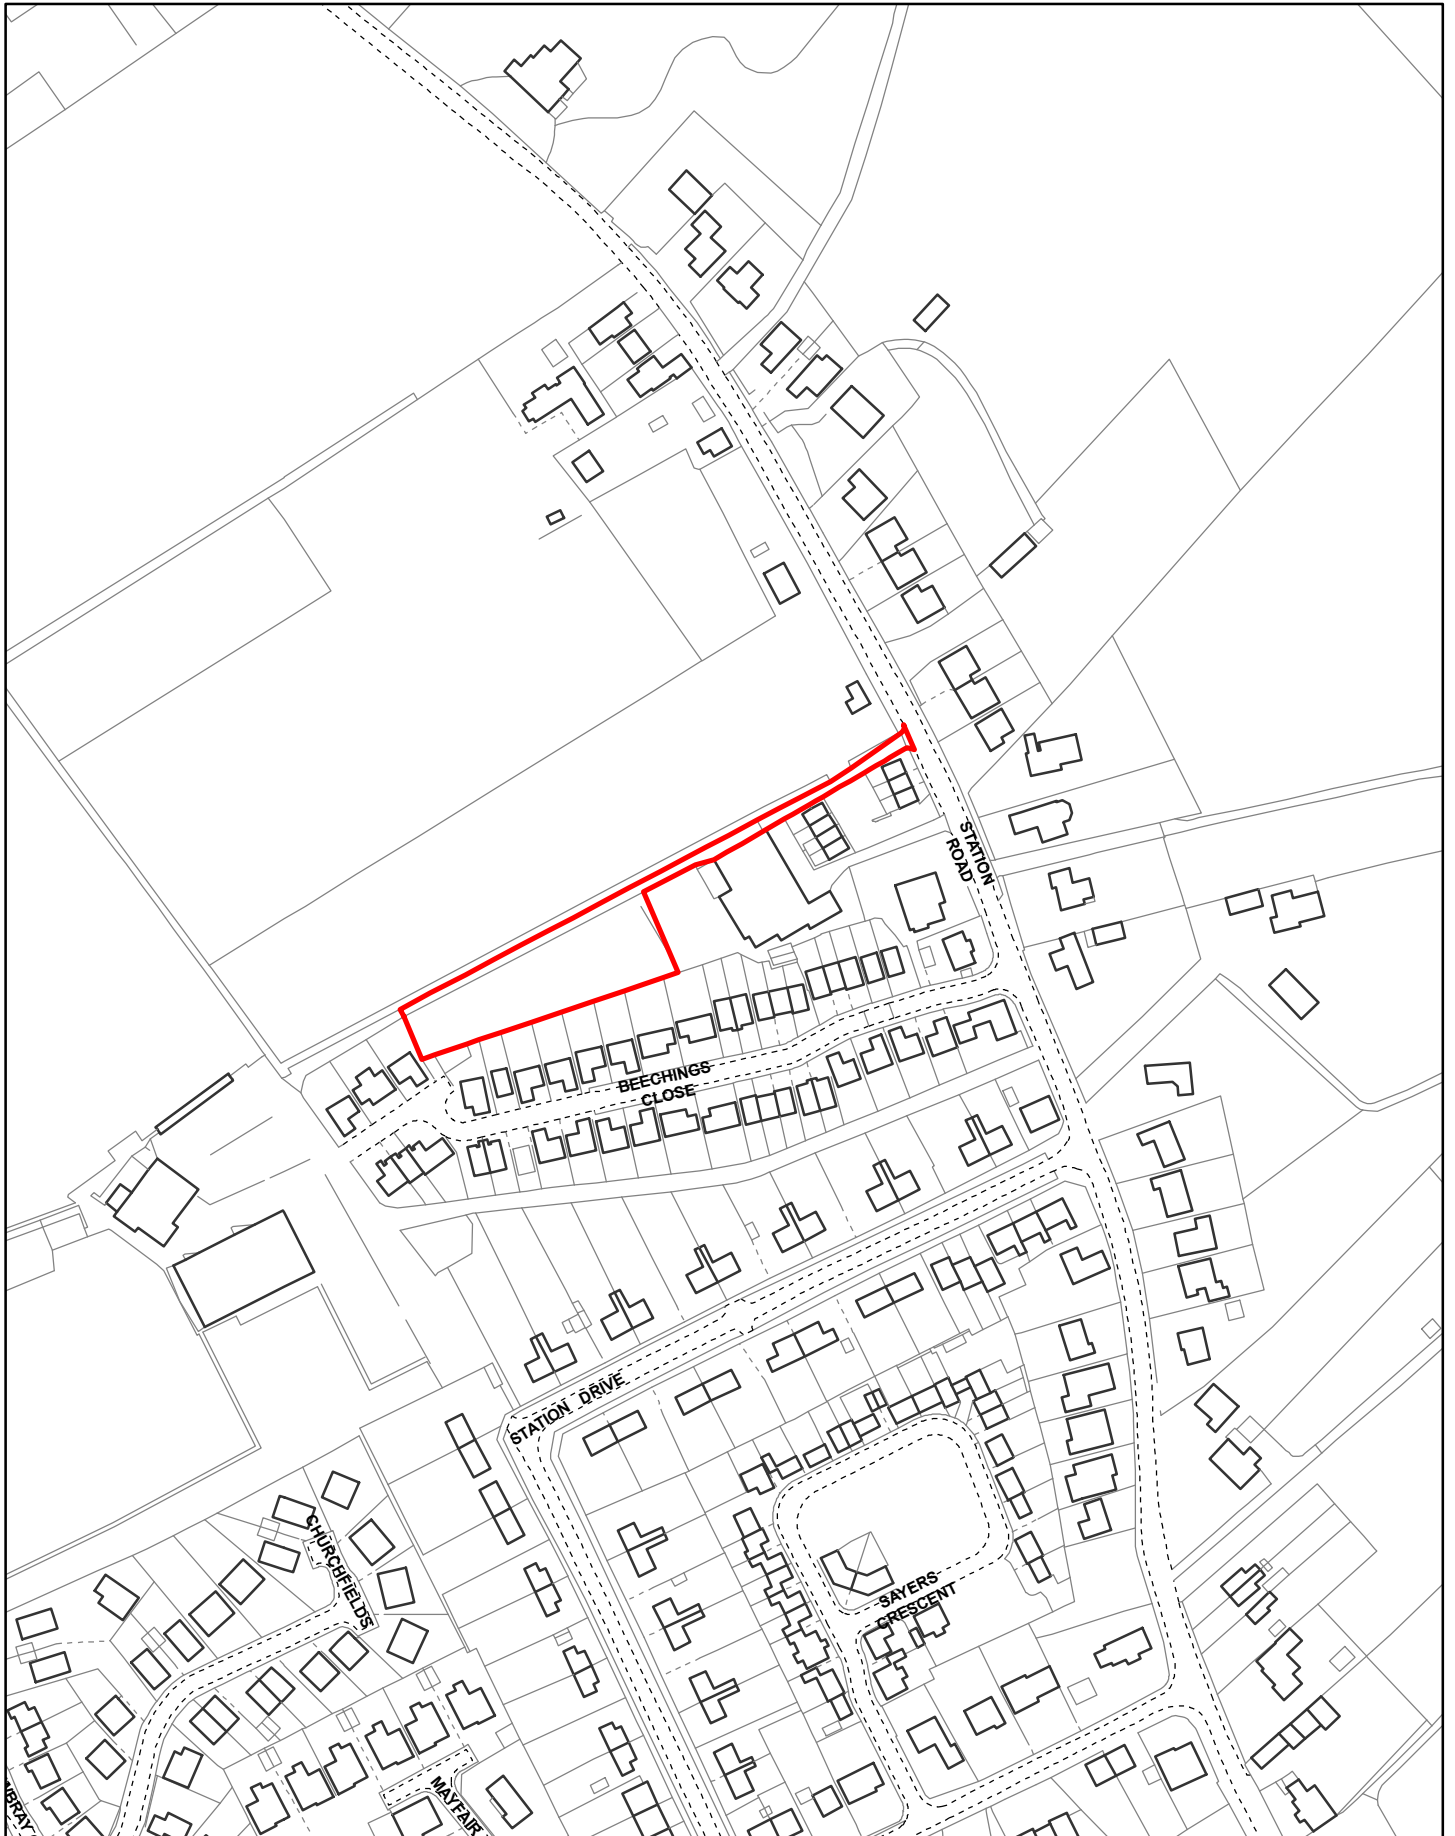 STATION
ROAD
BEECHINGS
CLOSE
STATION DRIVE
CHURCHFIELDS
SAYERS
CRESCENT
MAYFAIR